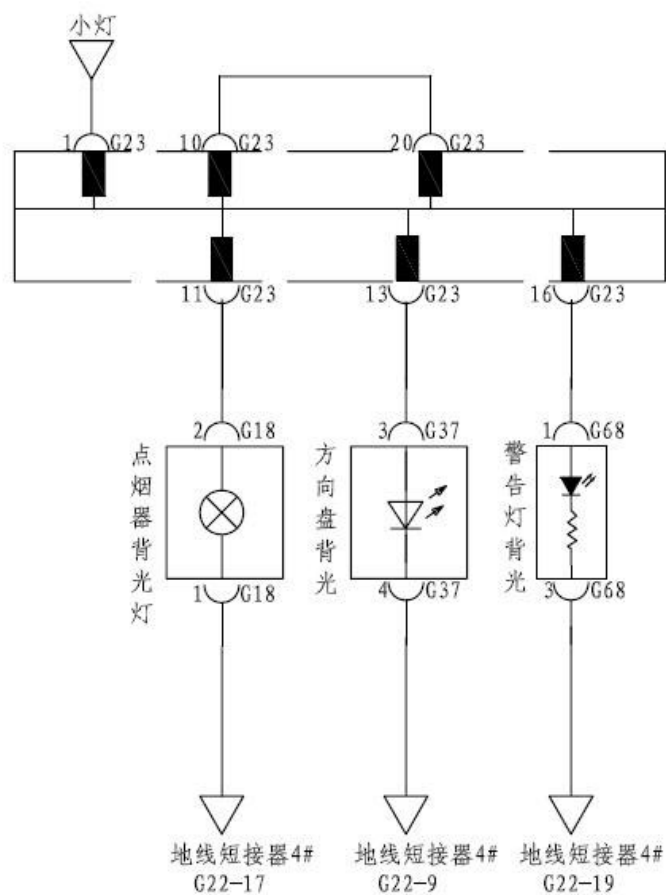 小灯
1 G23 10 G23 20 G23
11 G23 13 G23 16 G23
2 G18 3 G37 1 G68
点烟器背光灯
方向盘背光
警告灯背光
1 G18 4 G37 3 G68
地线短接器4# 地线短接器4# 地线短接器4#
G22-17 G22-9 G22-19